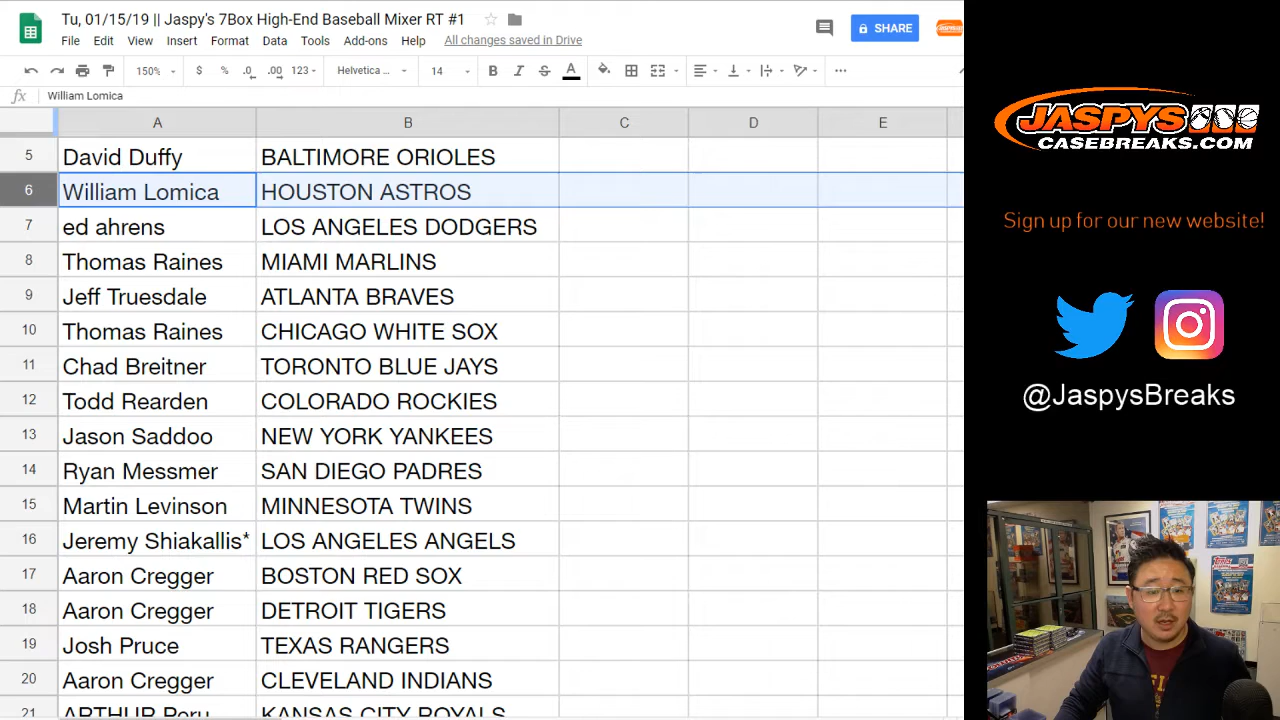 Tu, 01/15/19 || Jaspy's 7Box High-End Baseball Mixer RT #1
File Edit View Insert Format Data Tools Add-ons Help All changes saved in Drive
SHARE
150% $ % .0 .00 123 Helvetica ... 14 B I S A
fx William Lomica
A B C D E
5 David Duffy BALTIMORE ORIOLES
6 William Lomica HOUSTON ASTROS
7 ed ahrens LOS ANGELES DODGERS
8 Thomas Raines MIAMI MARLINS
9 Jeff Truesdale ATLANTA BRAVES
10 Thomas Raines CHICAGO WHITE SOX
11 Chad Breitner TORONTO BLUE JAYS
12 Todd Rearden COLORADO ROCKIES
13 Jason Saddoo NEW YORK YANKEES
14 Ryan Messmer SAN DIEGO PADRES
15 Martin Levinson MINNESOTA TWINS
16 Jeremy Shiakallis* LOS ANGELES ANGELS
17 Aaron Cregger BOSTON RED SOX
18 Aaron Cregger DETROIT TIGERS
19 Josh Pruce TEXAS RANGERS
20 Aaron Cregger CLEVELAND INDIANS
21 ARTHUR Peru KANSAS CITY ROYALS
JASPYS
CASEBREAKS.COM
Sign up for our new website!
@JaspysBreaks